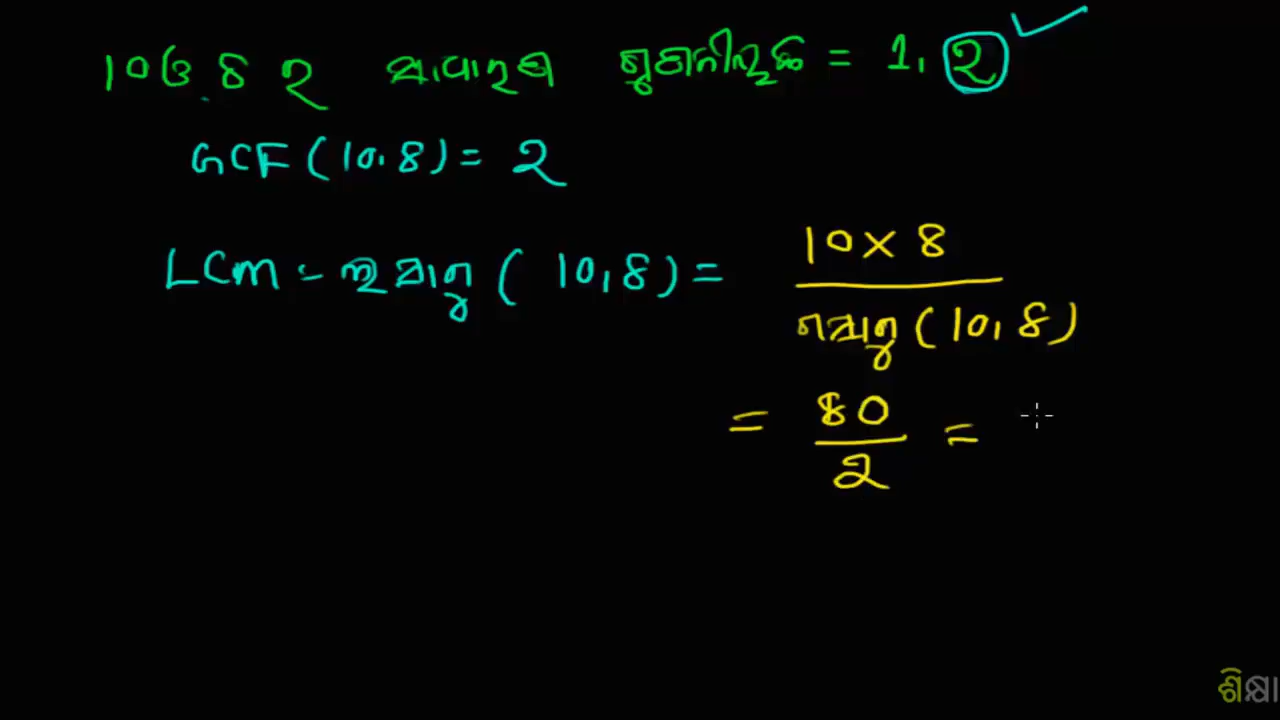 10 ଓ 8 ର ସାଧାରଣ ଗୁଣନୀୟକ = 1, 2
GCF (10, 8) = 2
LCM - ଲସାଗୁ ( 10, 8) =
10 × 8
ଗସାଗୁ (10, 8)
= 80/2 =
ଶିକ୍ଷା